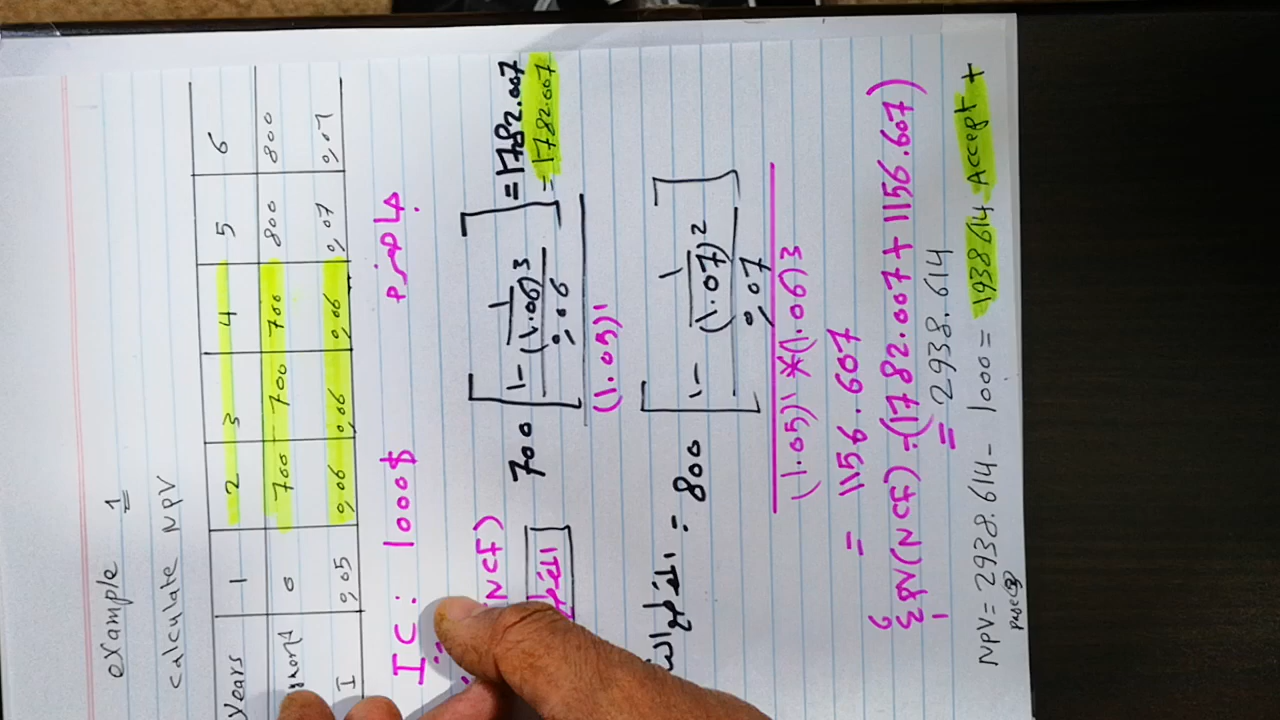 example 1
calculate NPV
Years 1 2 3 4 5 6
0 700 700 700 800 800
I 0,05 0,06 0,06 0,06 0,07 0,07
IC : 1000$
NCF)
700 [1 - 1/(1.06)^3 / 0,06] / (1.05)^1 = 1782.007
= 1782.007
= 800 [1 - 1/(1.07)^2 / 0,07] / (1.05)^1 * (1.06)^3
= 1156.607
6 Σ 1 PV(NCF) = (1782.007 + 1156.607)
= 2938.614
NPV = 2938.614 - 1000 = 1938.614 Accept +